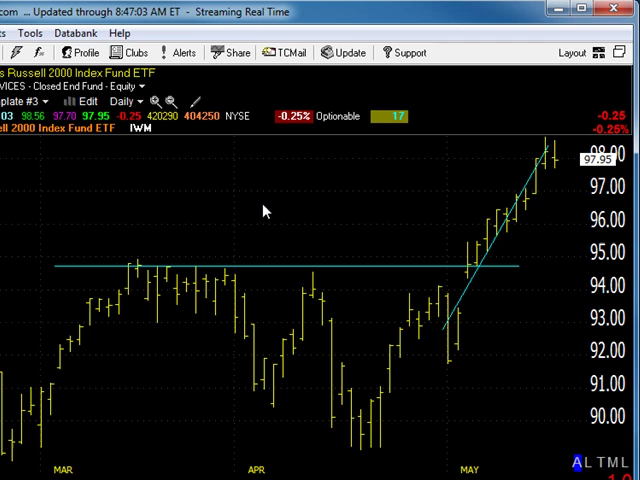 com ... Updated through 8:47:03 AM ET - Streaming Real Time
s Tools Databank Help
Profile Clubs Alerts Share TCMail Update Support Layout
s Russell 2000 Index Fund ETF
VICES - Closed End Fund - Equity
plate #3 Edit Daily
03 98.56 97.70 97.95 -0.25 420290 404250 NYSE -0.25% Optionable 17 -0.25
ll 2000 Index Fund ETF IWM -0.25%
98.00
97.95
97.00
96.00
95.00
94.00
93.00
92.00
91.00
90.00
A L T M L
MAR APR MAY